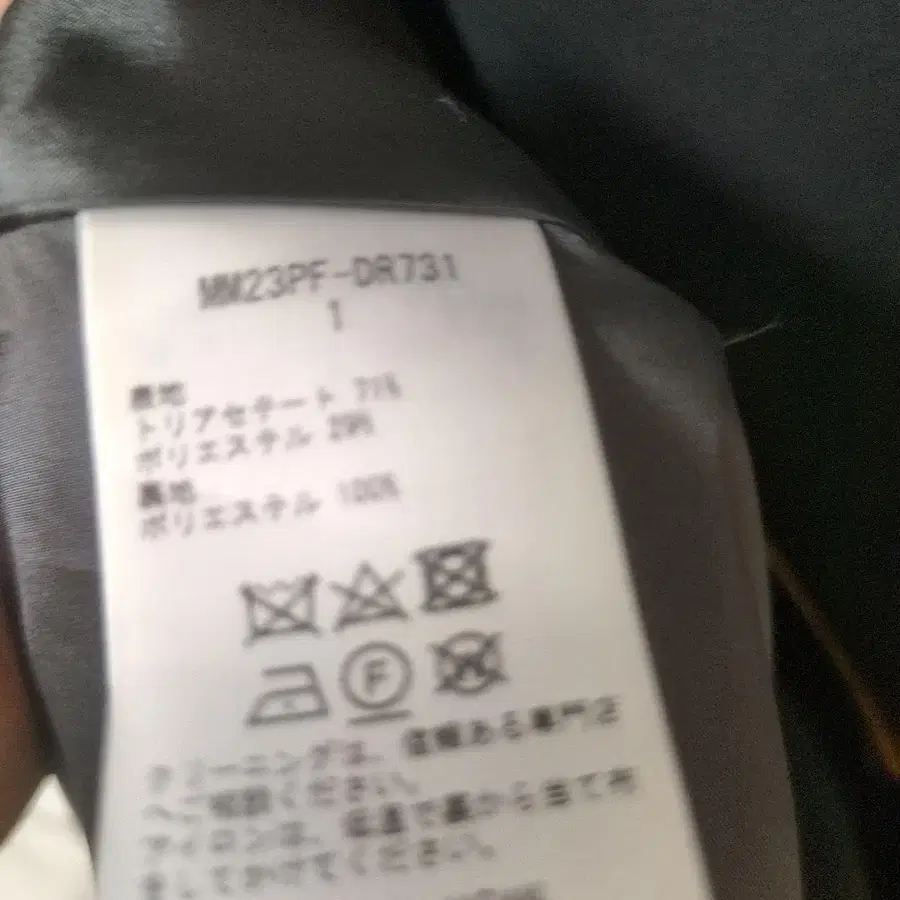 MM23PF-DR731
1
表地
トリアセテート 71%
ポリエステル 29%
裏地
ポリエステル 100%
F
クリーニングは、信頼ある専門店
へご相談ください。
アイロンは、低温で裏から当て布
をしてかけてください。